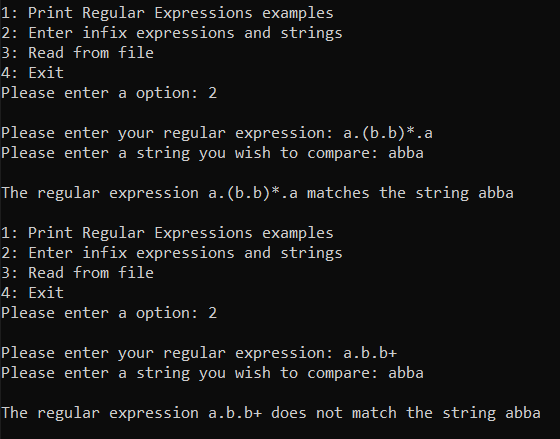 1: Print Regular Expressions examples
2: Enter infix expressions and strings
3: Read from file
4: Exit
Please enter a option: 2
Please enter your regular expression: a.(b.b)*.a
Please enter a string you wish to compare: abba
The regular expression a.(b.b)*.a matches the string abba
1: Print Regular Expressions examples
2: Enter infix expressions and strings
3: Read from file
4: Exit
Please enter a option: 2
Please enter your regular expression: a.b.b+
Please enter a string you wish to compare: abba
The regular expression a.b.b+ does not match the string abba